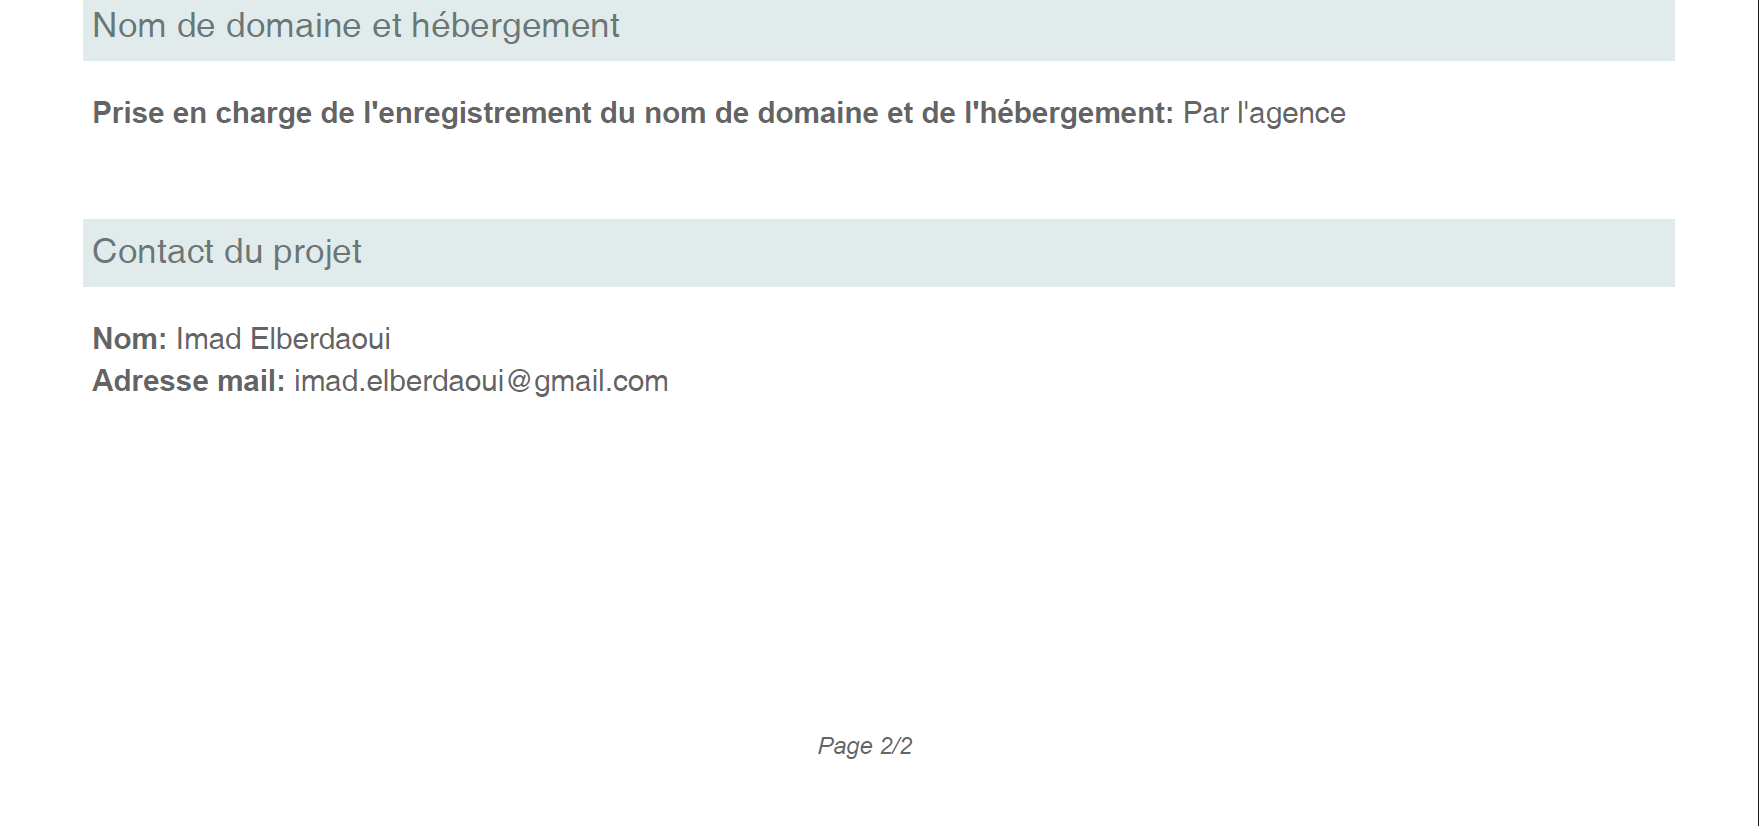 Nom de domaine et hébergement
Prise en charge de l'enregistrement du nom de domaine et de l'hébergement: Par l'agence
Contact du projet
Nom: Imad Elberdaoui
Adresse mail: imad.elberdaoui@gmail.com
Page 2/2